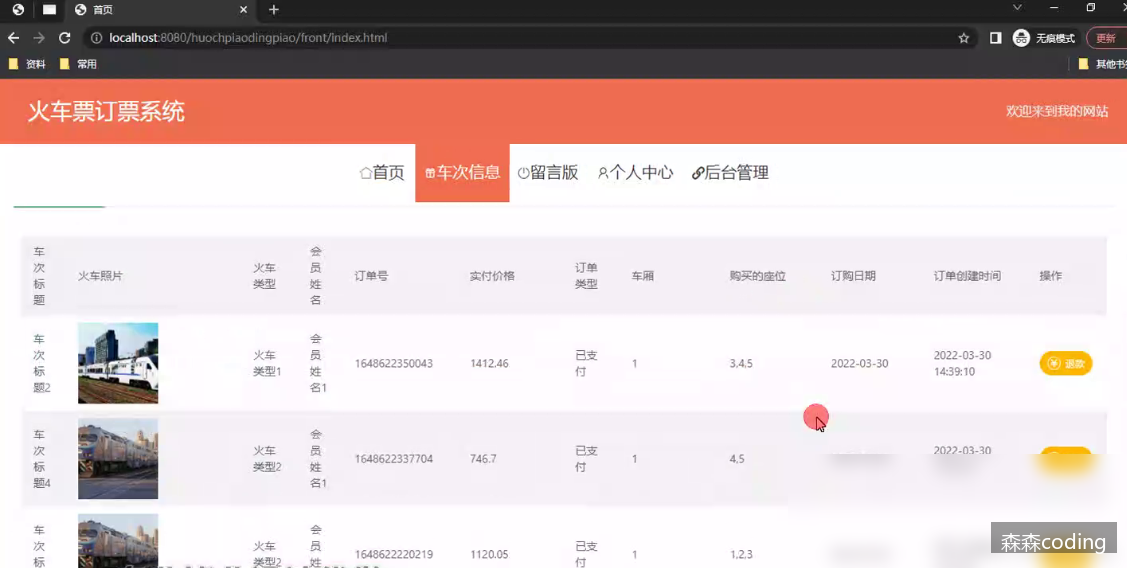 首页
localhost:8080/huochpiaodingpiao/front/index.html
无痕模式
更新
资料
常用
其他书签
火车票订票系统
欢迎来到我的网站
首页
车次信息
留言版
个人中心
后台管理
车次标题 火车照片 火车类型 会员姓名 订单号 实付价格 订单类型 车厢 购买的座位 订购日期 订单创建时间 操作
车次标题2 火车类型1 会员姓名1 1648622350043 1412.46 已支付 1 3,4,5 2022-03-30 2022-03-30 14:39:10 退款
车次标题4 火车类型2 会员姓名1 1648622337704 746.7 已支付 1 4,5 2022-03-30
车次标 火车类型2 会员姓 1648622220219 1120.05 已支付 1 1,2,3
森森coding